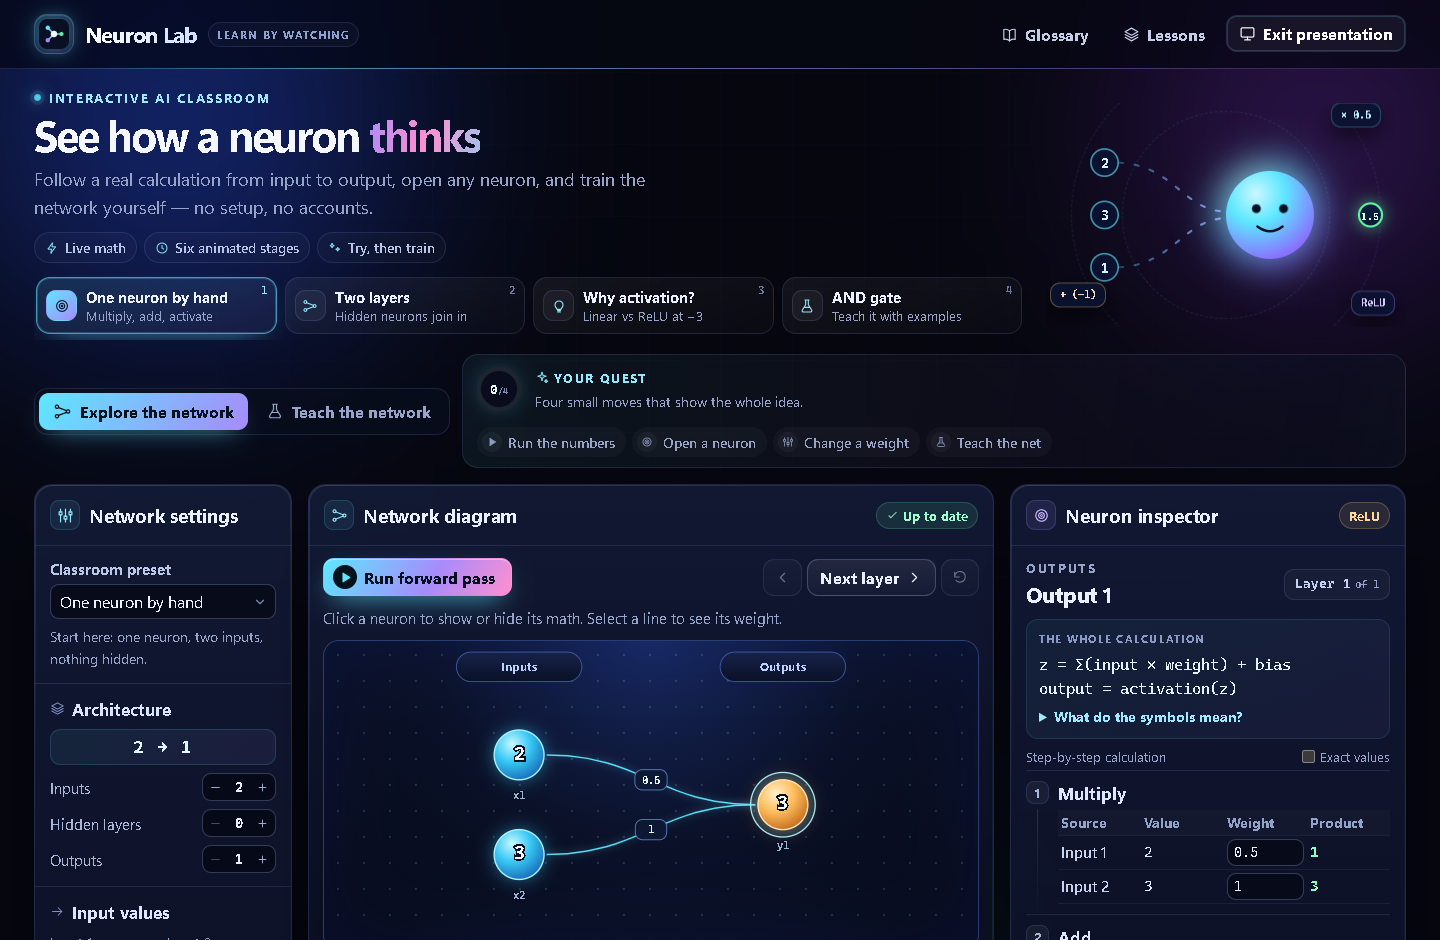 Neuron Lab
LEARN BY WATCHING
Glossary
Lessons
Exit presentation
INTERACTIVE AI CLASSROOM
See how a neuron thinks
Follow a real calculation from input to output, open any neuron, and train the
network yourself — no setup, no accounts.
Live math
Six animated stages
Try, then train
2
3
1
× 0.5
1.5
+ (−1)
ReLU
One neuron by hand
1
Multiply, add, activate
Two layers
2
Hidden neurons join in
Why activation?
3
Linear vs ReLU at −3
AND gate
4
Teach it with examples
Explore the network
Teach the network
0/4
YOUR QUEST
Four small moves that show the whole idea.
Run the numbers
Open a neuron
Change a weight
Teach the net
Network settings
Classroom preset
One neuron by hand
Start here: one neuron, two inputs,
nothing hidden.
Architecture
2 → 1
Inputs
− 2 +
Hidden layers
− 0 +
Outputs
− 1 +
Input values
Network diagram
Up to date
Run forward pass
Next layer
Click a neuron to show or hide its math. Select a line to see its weight.
Inputs
Outputs
2
x1
0.5
3
y1
1
3
x2
Neuron inspector
ReLU
OUTPUTS
Output 1
Layer 1 of 1
THE WHOLE CALCULATION
z = Σ(input × weight) + bias
output = activation(z)
What do the symbols mean?
Step-by-step calculation
Exact values
1 Multiply
Source Value Weight Product
Input 1 2 0.5 1
Input 2 3 1 3
2 Add